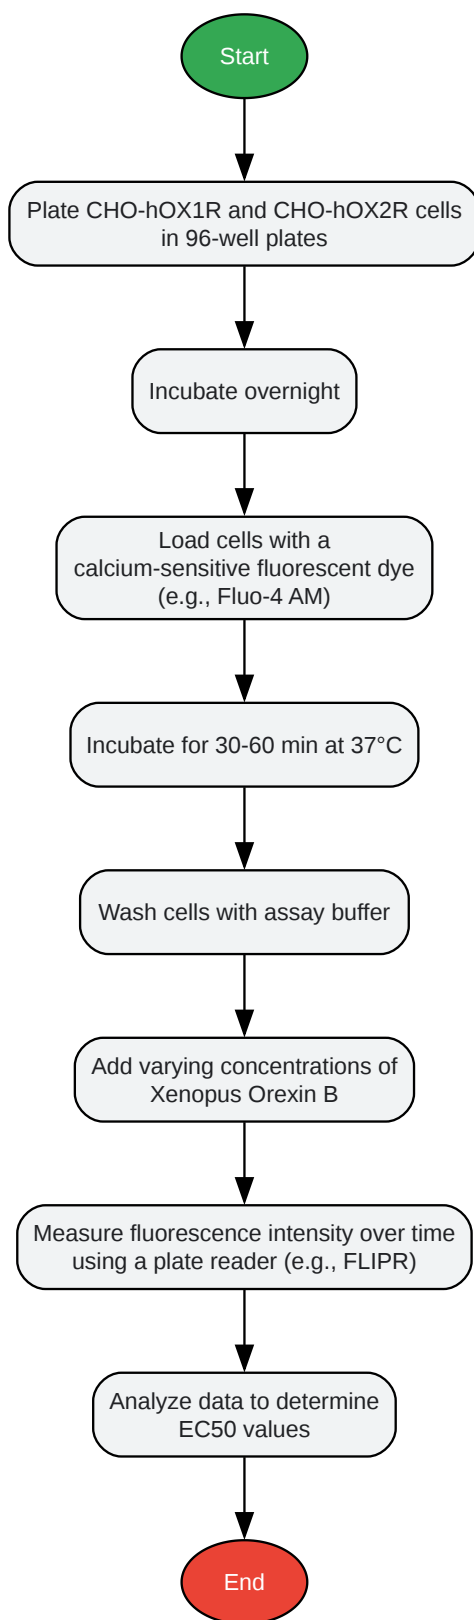 Start
Plate CHO-hOX1R and CHO-hOX2R cells
in 96-well plates
Incubate overnight
Load cells with a
calcium-sensitive fluorescent dye
(e.g., Fluo-4 AM)
Incubate for 30-60 min at 37°C
Wash cells with assay buffer
Add varying concentrations of
Xenopus Orexin B
Measure fluorescence intensity over time
using a plate reader (e.g., FLIPR)
Analyze data to determine
EC50 values
End